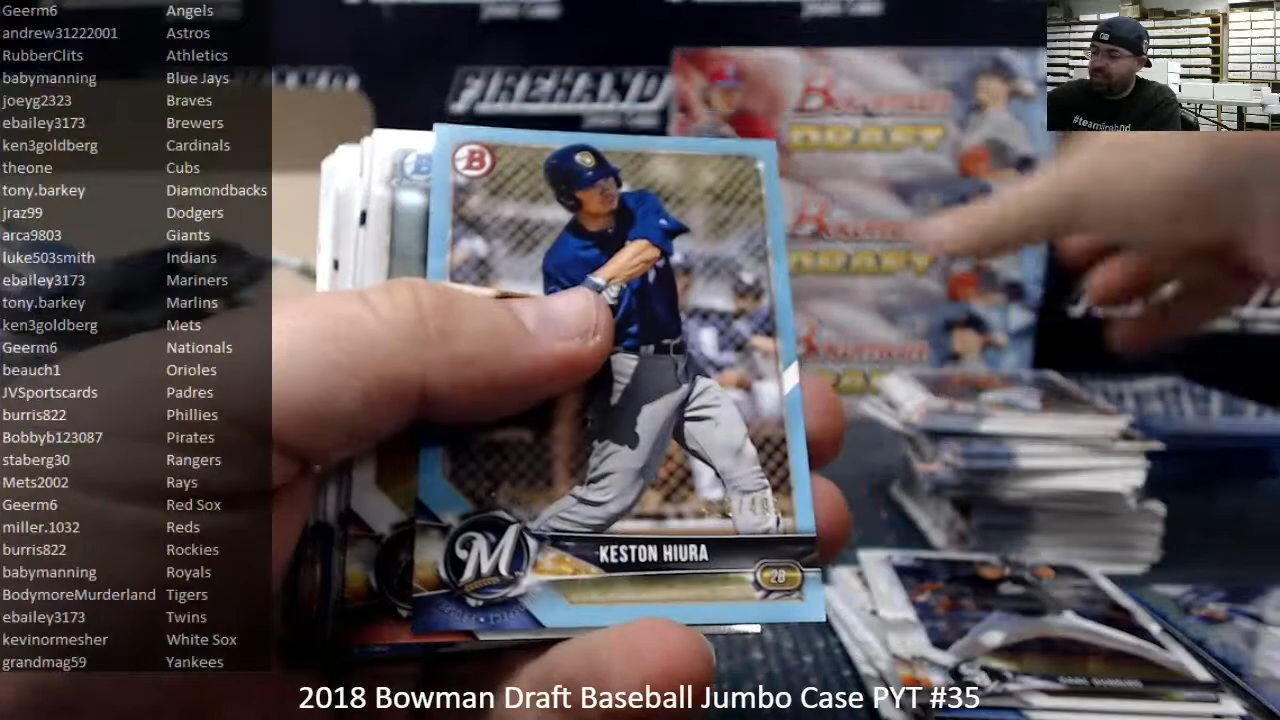 Geerm6 Angels
andrew31222001 Astros
RubberClits Athletics
babymanning Blue Jays
joeyg2323 Braves
ebailey3173 Brewers
ken3goldberg Cardinals
theone Cubs
tony.barkey Diamondbacks
jraz99 Dodgers
arca9803 Giants
luke503smith Indians
ebailey3173 Mariners
tony.barkey Marlins
ken3goldberg Mets
Geerm6 Nationals
beauch1 Orioles
JVSportscards Padres
burris822 Phillies
Bobbyb123087 Pirates
staberg30 Rangers
Mets2002 Rays
Geerm6 Red Sox
miller.1032 Reds
burris822 Rockies
babymanning Royals
BodymoreMurderland Tigers
ebailey3173 Twins
kevinormesher White Sox
grandmag59 Yankees
FIREHAND
Bowman
DRAFT
Bowman
DRAFT
Bowman
B
B
M
KESTON HIURA
2B
2018 Bowman Draft Baseball Jumbo Case PYT #35